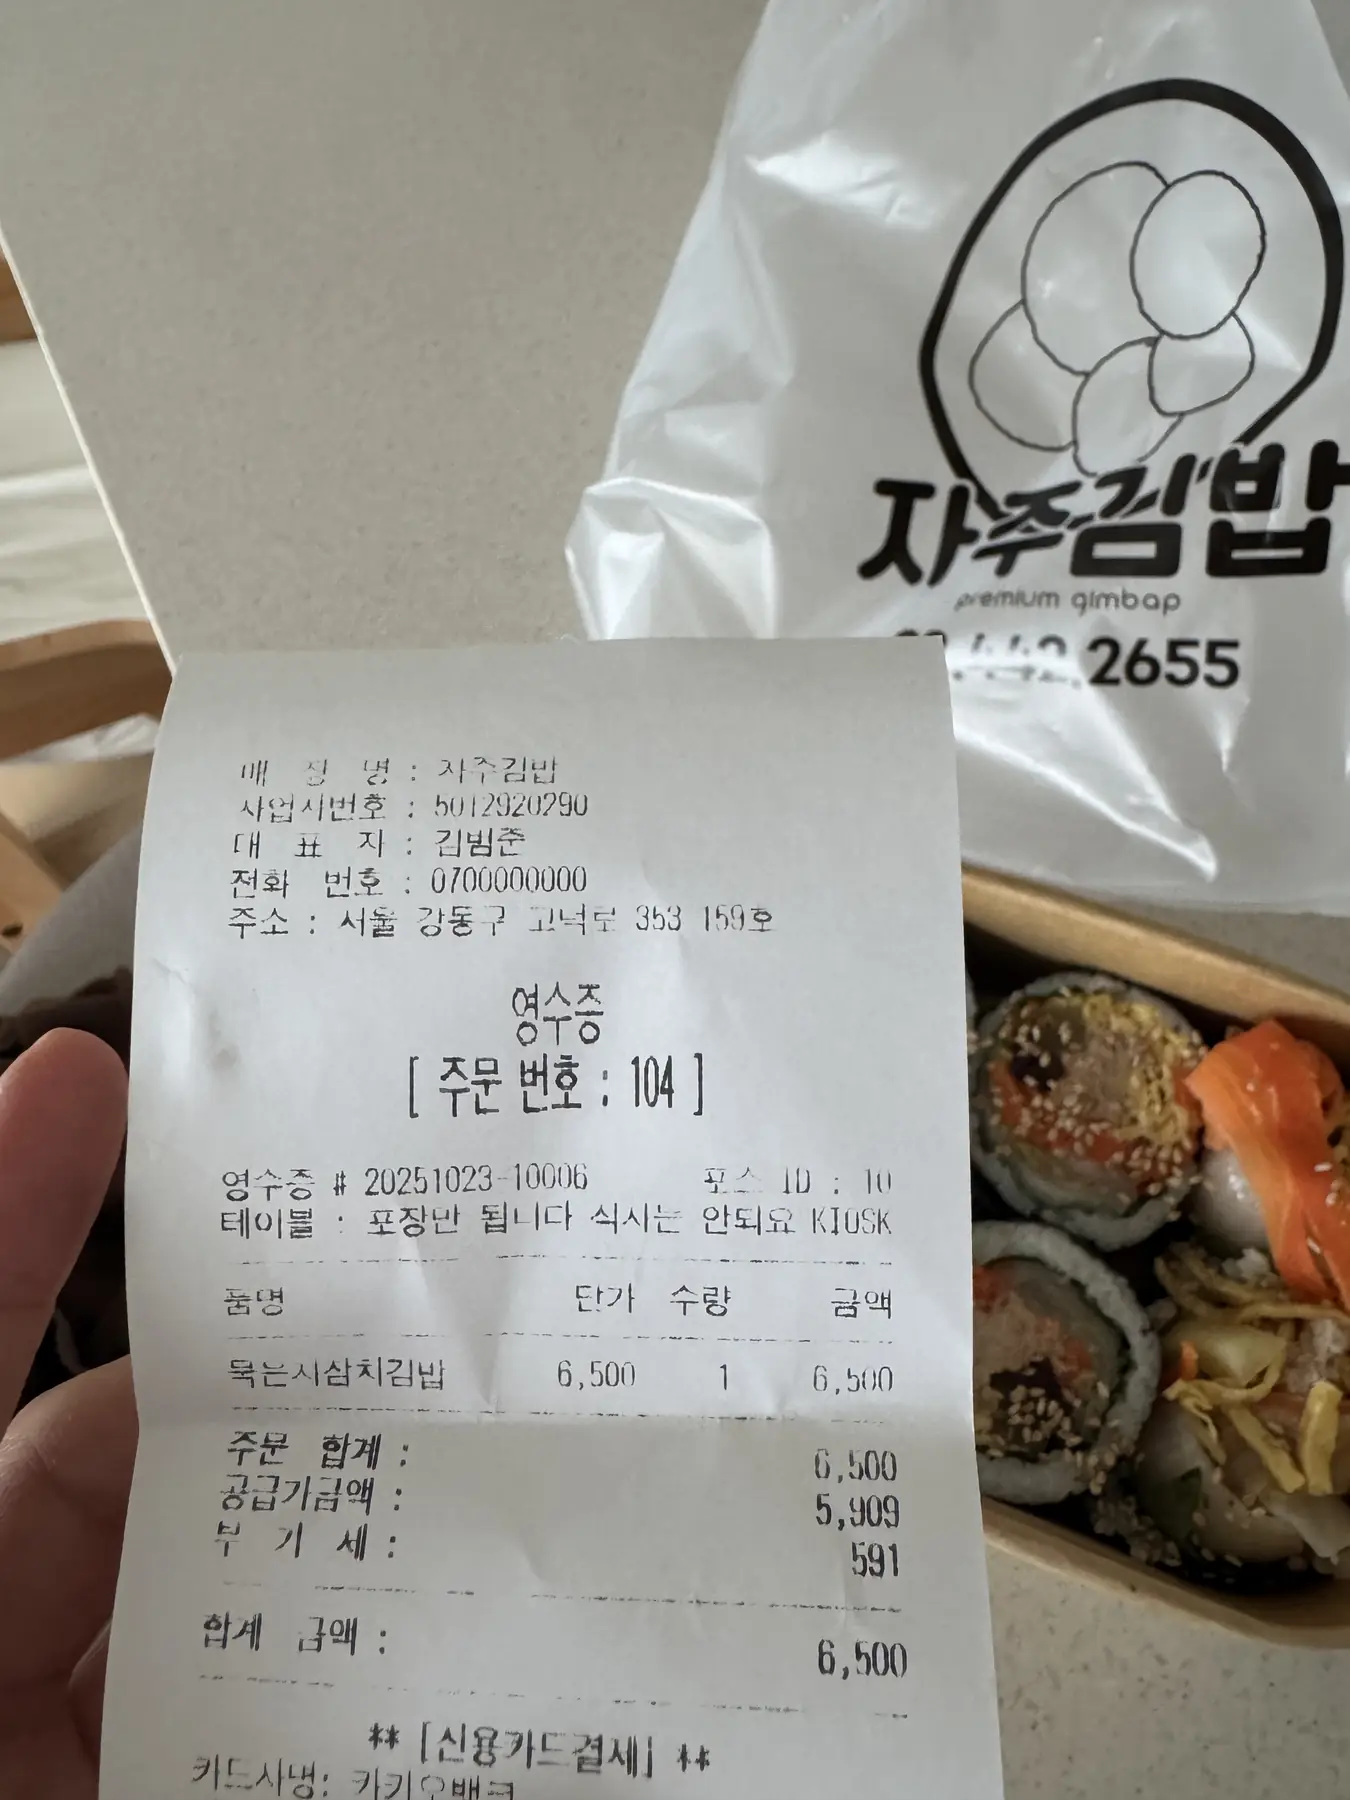 자주김밥
premium gimbap
442.2655
매 장 명 : 자주김밥
사업자번호 : 5012920290
대 표 자 : 김범준
전화 번호 : 0700000000
주소 : 서울 강동구 고덕로 353 159호
영수증
[ 주문 번호 : 104 ]
영수증 # 20251023-10006 포스 ID : 10
테이블 : 포장만 됩니다 식사는 안되요 KIOSK
품명 단가 수량 금액
묵은지참치김밥 6,500 1 6,500
주문 합계 : 6,500
공급가금액 : 5,909
부 가 세 : 591
합계 금액 : 6,500
** [신용카드결제] **
카드사명: 카카오뱅크